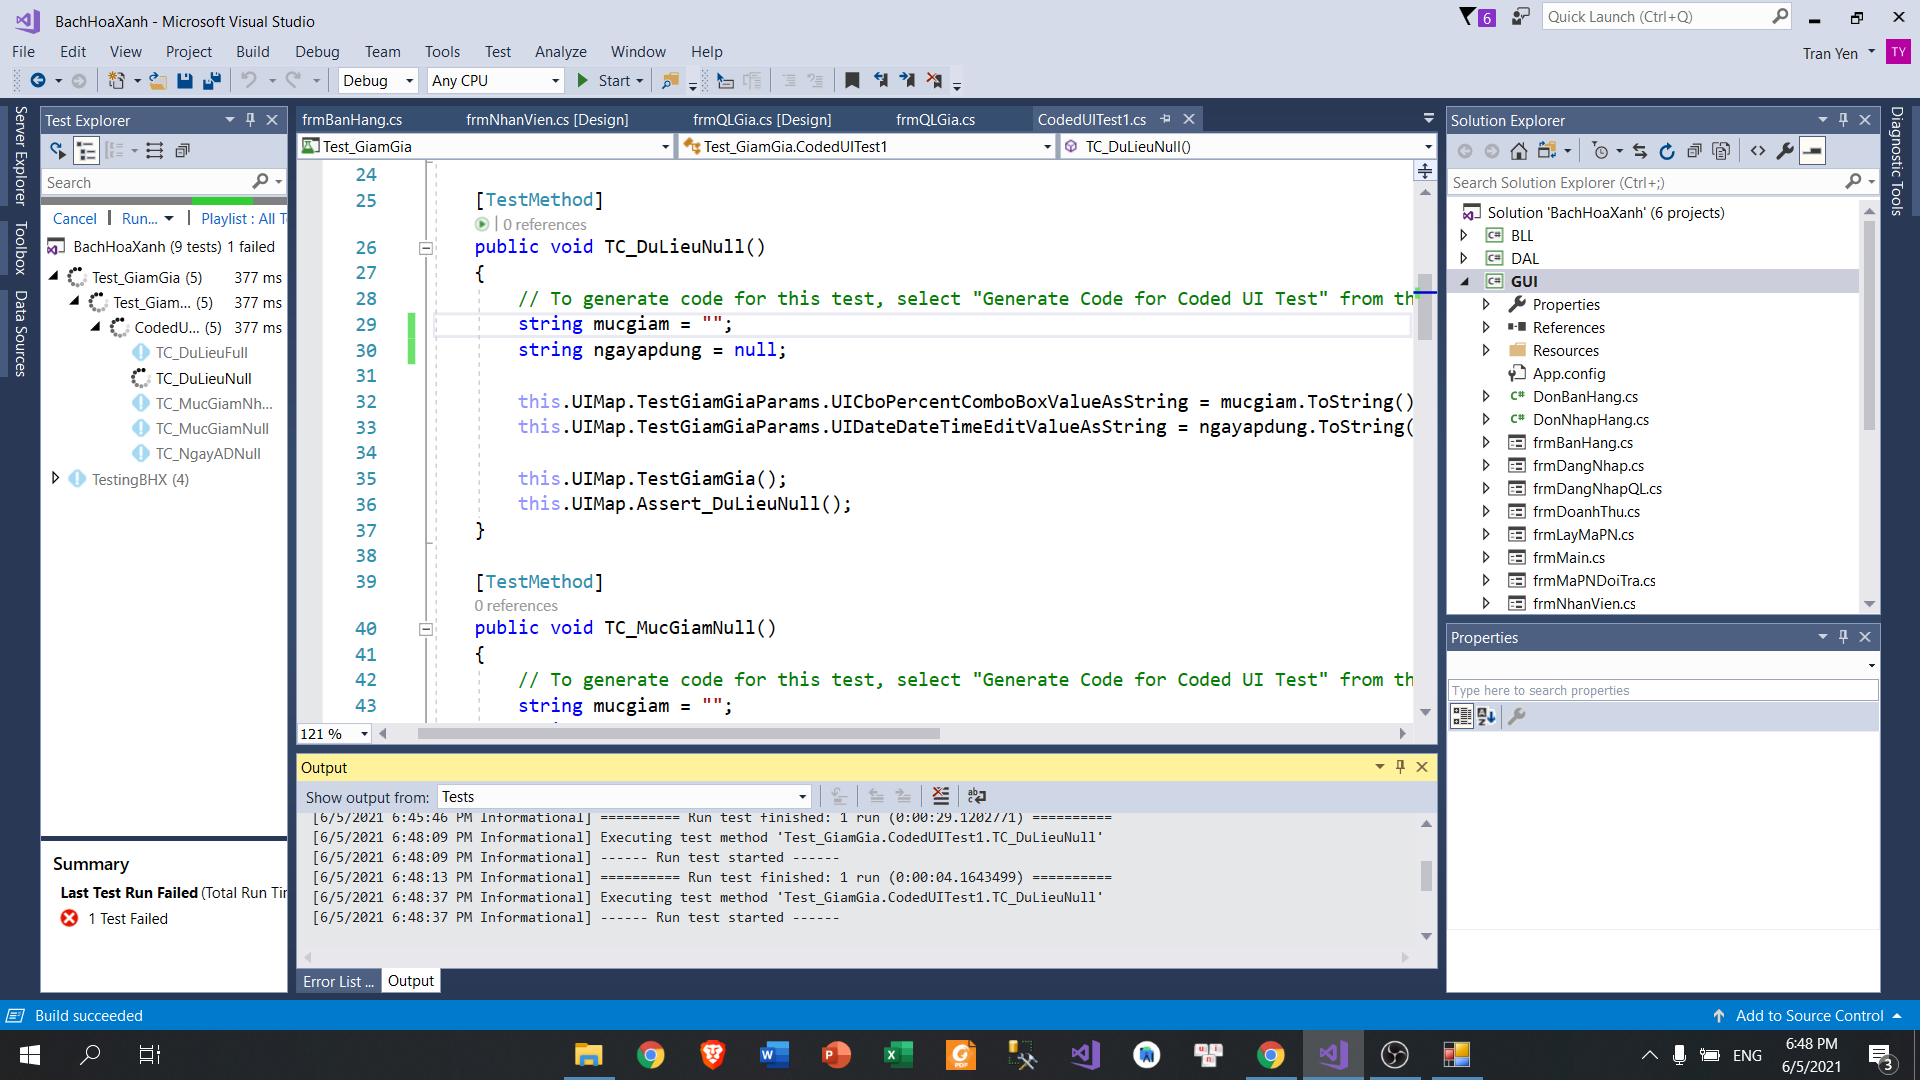 BachHoaXanh - Microsoft Visual Studio
6
Quick Launch (Ctrl+Q)
File Edit View Project Build Debug Team Tools Test Analyze Window Help
Tran Yen
TY
Debug
Any CPU
Start
Server Explorer
Toolbox
Data Sources
Test Explorer
Search
Cancel | Run... | Playlist : All T
BachHoaXanh (9 tests) 1 failed
Test_GiamGia (5) 377 ms
Test_Giam... (5) 377 ms
CodedU... (5) 377 ms
TC_DuLieuFull
TC_DuLieuNull
TC_MucGiamNh...
TC_MucGiamNull
TC_NgayADNull
TestingBHX (4)
Summary
Last Test Run Failed (Total Run Tir
1 Test Failed
frmBanHang.cs
frmNhanVien.cs [Design]
frmQLGia.cs [Design]
frmQLGia.cs
CodedUITest1.cs
Test_GiamGia
Test_GiamGia.CodedUITest1
TC_DuLieuNull()
24
25 [TestMethod]
0 references
26 public void TC_DuLieuNull()
27 {
28 // To generate code for this test, select "Generate Code for Coded UI Test" from th
29 string mucgiam = "";
30 string ngayapdung = null;
31
32 this.UIMap.TestGiamGiaParams.UICboPercentComboBoxValueAsString = mucgiam.ToString()
33 this.UIMap.TestGiamGiaParams.UIDateDateTimeEditValueAsString = ngayapdung.ToString(
34
35 this.UIMap.TestGiamGia();
36 this.UIMap.Assert_DuLieuNull();
37 }
38
39 [TestMethod]
0 references
40 public void TC_MucGiamNull()
41 {
42 // To generate code for this test, select "Generate Code for Coded UI Test" from th
43 string mucgiam = "";
121 %
Output
Show output from: Tests
[6/5/2021 6:45:46 PM Informational] ========== Run test finished: 1 run (0:00:29.1202771) ==========
[6/5/2021 6:48:09 PM Informational] Executing test method 'Test_GiamGia.CodedUITest1.TC_DuLieuNull'
[6/5/2021 6:48:09 PM Informational] ------ Run test started ------
[6/5/2021 6:48:13 PM Informational] ========== Run test finished: 1 run (0:00:04.1643499) ==========
[6/5/2021 6:48:37 PM Informational] Executing test method 'Test_GiamGia.CodedUITest1.TC_DuLieuNull'
[6/5/2021 6:48:37 PM Informational] ------ Run test started ------
Error List ...
Output
Solution Explorer
Search Solution Explorer (Ctrl+;)
Solution 'BachHoaXanh' (6 projects)
BLL
DAL
GUI
Properties
References
Resources
App.config
DonBanHang.cs
DonNhapHang.cs
frmBanHang.cs
frmDangNhap.cs
frmDangNhapQL.cs
frmDoanhThu.cs
frmLayMaPN.cs
frmMain.cs
frmMaPNDoiTra.cs
frmNhanVien.cs
Properties
Type here to search properties
Diagnostic Tools
Build succeeded
Add to Source Control
ENG
6:48 PM
6/5/2021
3